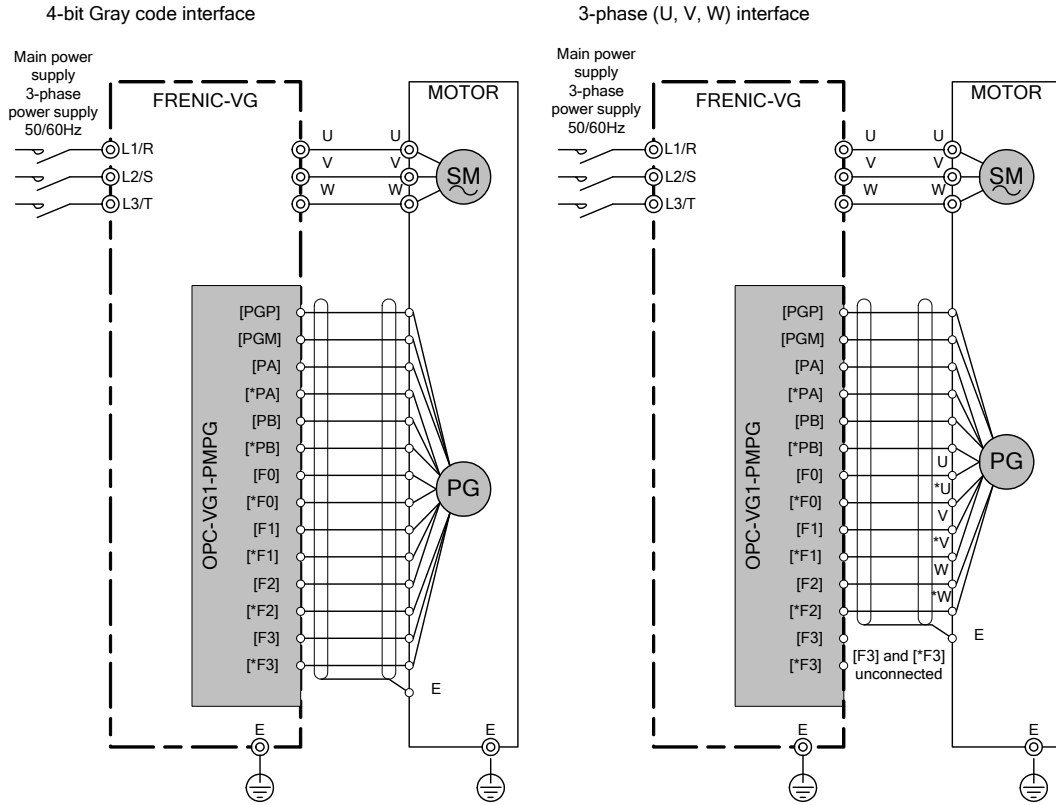 4-bit Gray code interface
Main power
supply
3-phase
power supply
50/60Hz
FRENIC-VG
MOTOR
L1/R
L2/S
L3/T
U
U
V
V
W
W
SM
OPC-VG1-PMPG
[PGP]
[PGM]
[PA]
[*PA]
[PB]
[*PB]
[F0]
[*F0]
[F1]
[*F1]
[F2]
[*F2]
[F3]
[*F3]
PG
E
E
E
3-phase (U, V, W) interface
Main power
supply
3-phase
power supply
50/60Hz
FRENIC-VG
MOTOR
L1/R
L2/S
L3/T
U
U
V
V
W
W
SM
OPC-VG1-PMPG
[PGP]
[PGM]
[PA]
[*PA]
[PB]
[*PB]
[F0]
[*F0]
[F1]
[*F1]
[F2]
[*F2]
[F3]
[*F3]
U
*U
V
*V
W
*W
PG
E
[F3] and [*F3]
unconnected
E
E